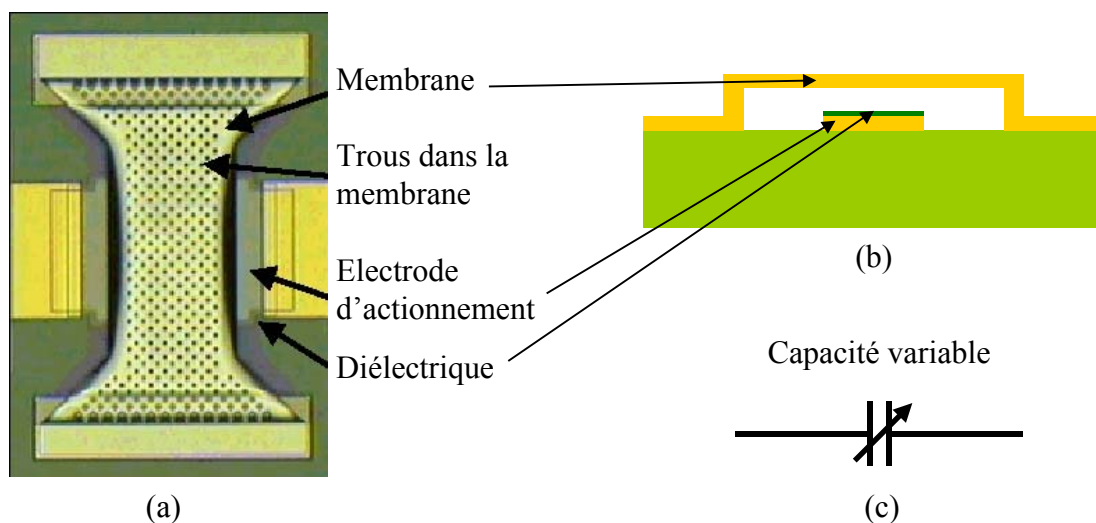 Membrane
Trous dans la
membrane
Electrode
d'actionnement
Diélectrique
(a)
(b)
Capacité variable
(c)